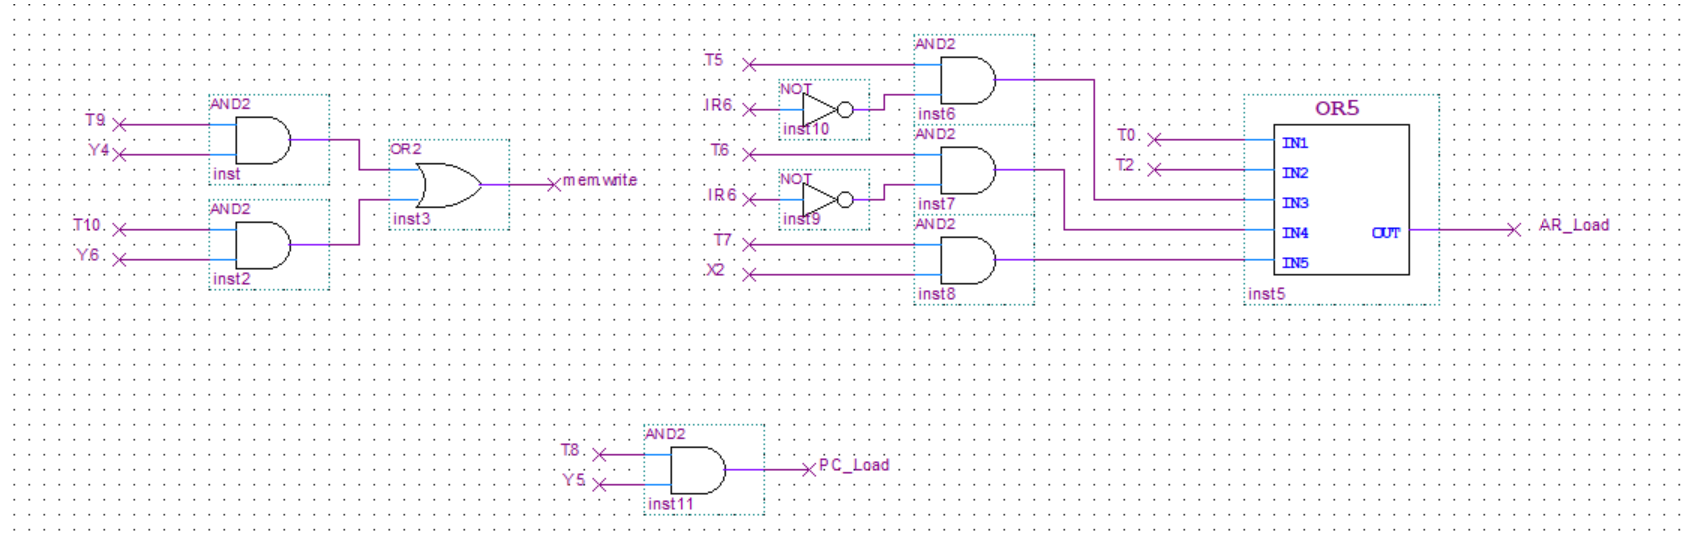 AND2
T9
Y4
inst
OR2
mem.write
inst3
AND2
T10
Y6
inst2
AND2
T5
NOT
IR6
inst10
inst6
AND2
T6
NOT
IR6
inst9
inst7
AND2
T7
X2
inst8
OR5
T0
IN1
T2
IN2
IN3
IN4
OUT
AR_Load
IN5
inst5
AND2
T8
PC_Load
Y5
inst11